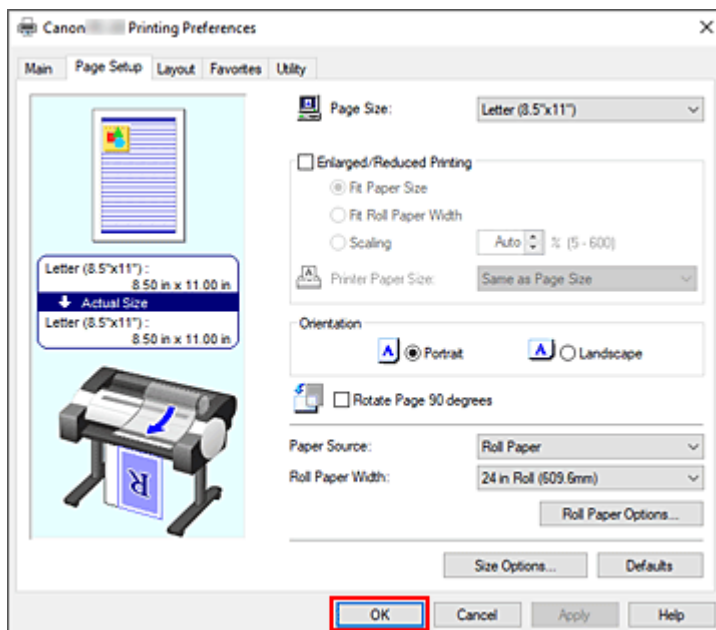 Canon Printing Preferences
Main Page Setup Layout Favorites Utility
Page Size: Letter (8.5"x11")
Enlarged/Reduced Printing
Fit Paper Size
Fit Roll Paper Width
Scaling Auto % (5 - 600)
Printer Paper Size: Same as Page Size
Letter (8.5"x11") :
8.50 in x 11.00 in
Actual Size
Letter (8.5"x11") :
8.50 in x 11.00 in
Orientation
A Portrait A Landscape
Rotate Page 90 degrees
Paper Source: Roll Paper
Roll Paper Width: 24 in Roll (609.6mm)
Roll Paper Options...
R
Size Options... Defaults
OK Cancel Apply Help